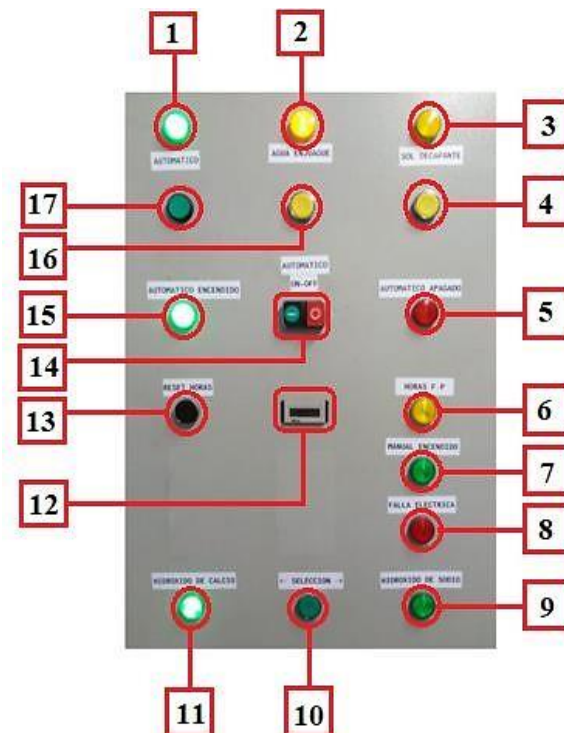 1
2
3
AUTOMATICO
AGUA ENJUAGUE
SOL DECAPANTE
17
16
4
AUTOMATICO
ON-OFF
AUTOMATICO ENCENDIDO
AUTOMATICO APAGADO
15
14
5
RESET HORAS
HORAS F P
13
6
MANUAL ENCENDIDO
12
7
FALLA ELECTRICA
8
HIDROXIDO DE CALCIO
← SELECCION →
HIDROXIDO DE SODIO
9
11
10